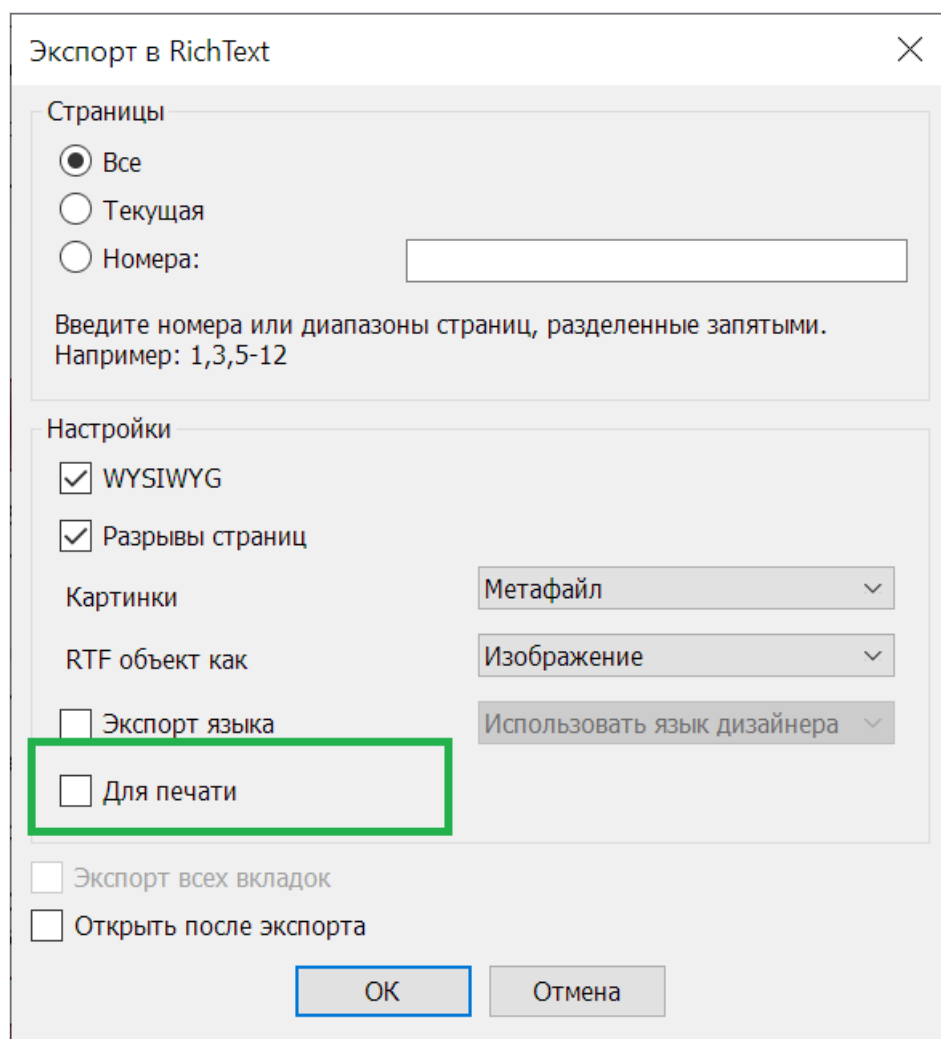 Экспорт в RichText
Страницы
Все
Текущая
Номера:
Введите номера или диапазоны страниц, разделенные запятыми.
Например: 1,3,5-12
Настройки
WYSIWYG
Разрывы страниц
Картинки Метафайл
RTF объект как Изображение
Экспорт языка Использовать язык дизайнера
Для печати
Экспорт всех вкладок
Открыть после экспорта
ОК Отмена